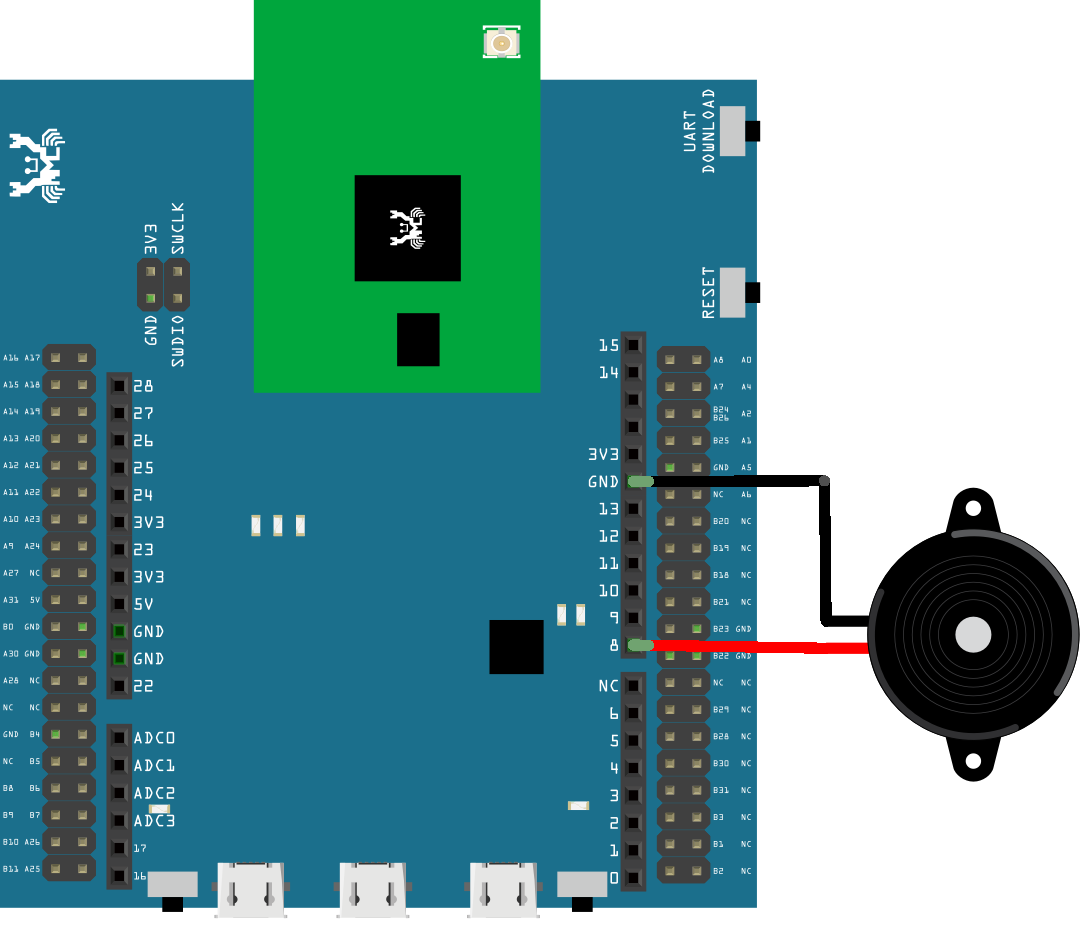 UART
DOWNLOAD
3V3
SWCLK
GND
SWDIO
RESET
A16 A17
A15 A18
A14 A19
A13 A20
A12 A21
A11 A22
A10 A23
A9 A24
A27 NC
A31 5V
B0 GND
A30 GND
A28 NC
NC NC
GND B4
NC B5
B8 B6
B9 B7
B10 A26
B11 A25
28
27
26
25
24
3V3
23
3V3
5V
GND
GND
22
ADC0
ADC1
ADC2
ADC3
17
16
15
14
3V3
GND
13
12
11
10
9
8
NC
6
5
4
3
2
1
0
A8 A0
A7 A4
B24
B26 A2
B25 A1
GND A5
NC A6
B20 NC
B19 NC
B18 NC
B21 NC
B23 GND
B22 GND
NC NC
B29 NC
B28 NC
B30 NC
B31 NC
B3 NC
B1 NC
B2 NC